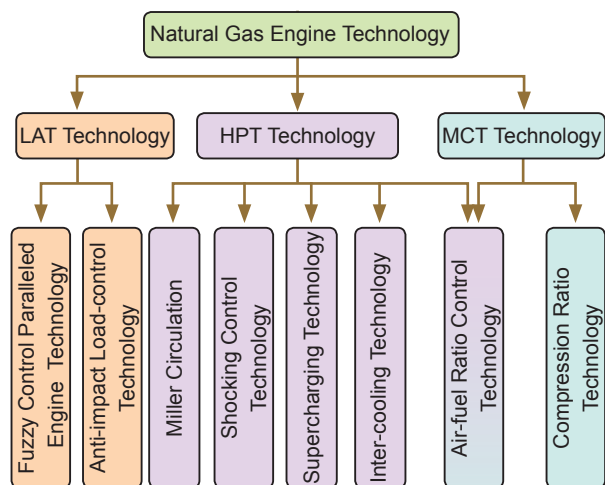 Natural Gas Engine Technology
LAT Technology
HPT Technology
MCT Technology
Fuzzy Control Paralleled
Engine Technology
Anti-impact Load-control
Technology
Miller Circulation
Shocking Control
Technology
Supercharging Technology
Inter-cooling Technology
Air-fuel Ratio Control
Technology
Compression Ratio
Technology